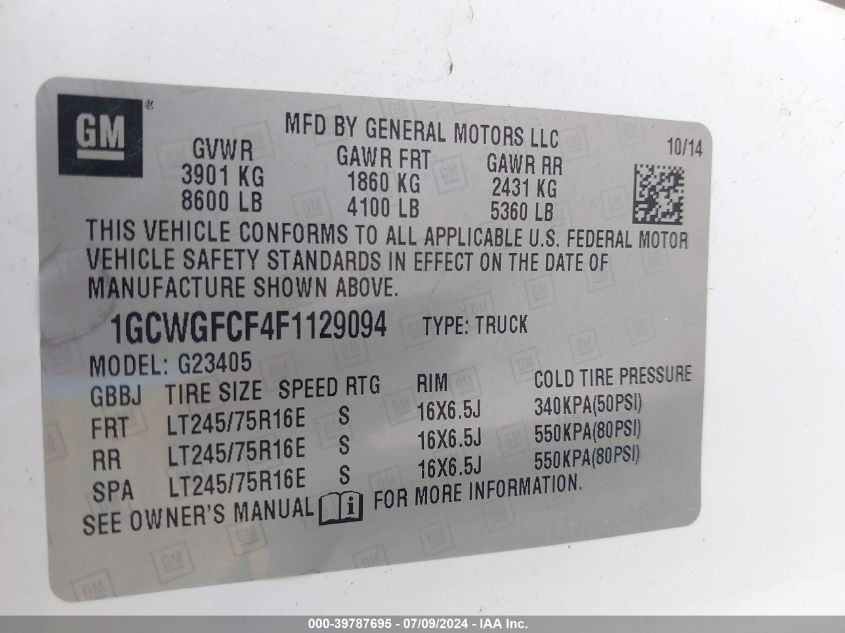 GM ®
MFD BY GENERAL MOTORS LLC
10/14
GVWR GAWR FRT GAWR RR
3901 KG 1860 KG 2431 KG
8600 LB 4100 LB 5360 LB
THIS VEHICLE CONFORMS TO ALL APPLICABLE U.S. FEDERAL MOTOR
VEHICLE SAFETY STANDARDS IN EFFECT ON THE DATE OF
MANUFACTURE SHOWN ABOVE.
1GCWGFCF4F1129094 TYPE: TRUCK
MODEL: G23405
GBBJ TIRE SIZE SPEED RTG RIM COLD TIRE PRESSURE
FRT LT245/75R16E S 16X6.5J 340KPA(50PSI)
RR LT245/75R16E S 16X6.5J 550KPA(80PSI)
SPA LT245/75R16E S 16X6.5J 550KPA(80PSI)
SEE OWNER'S MANUAL i FOR MORE INFORMATION.
000-39787695 - 07/09/2024 - IAA Inc.